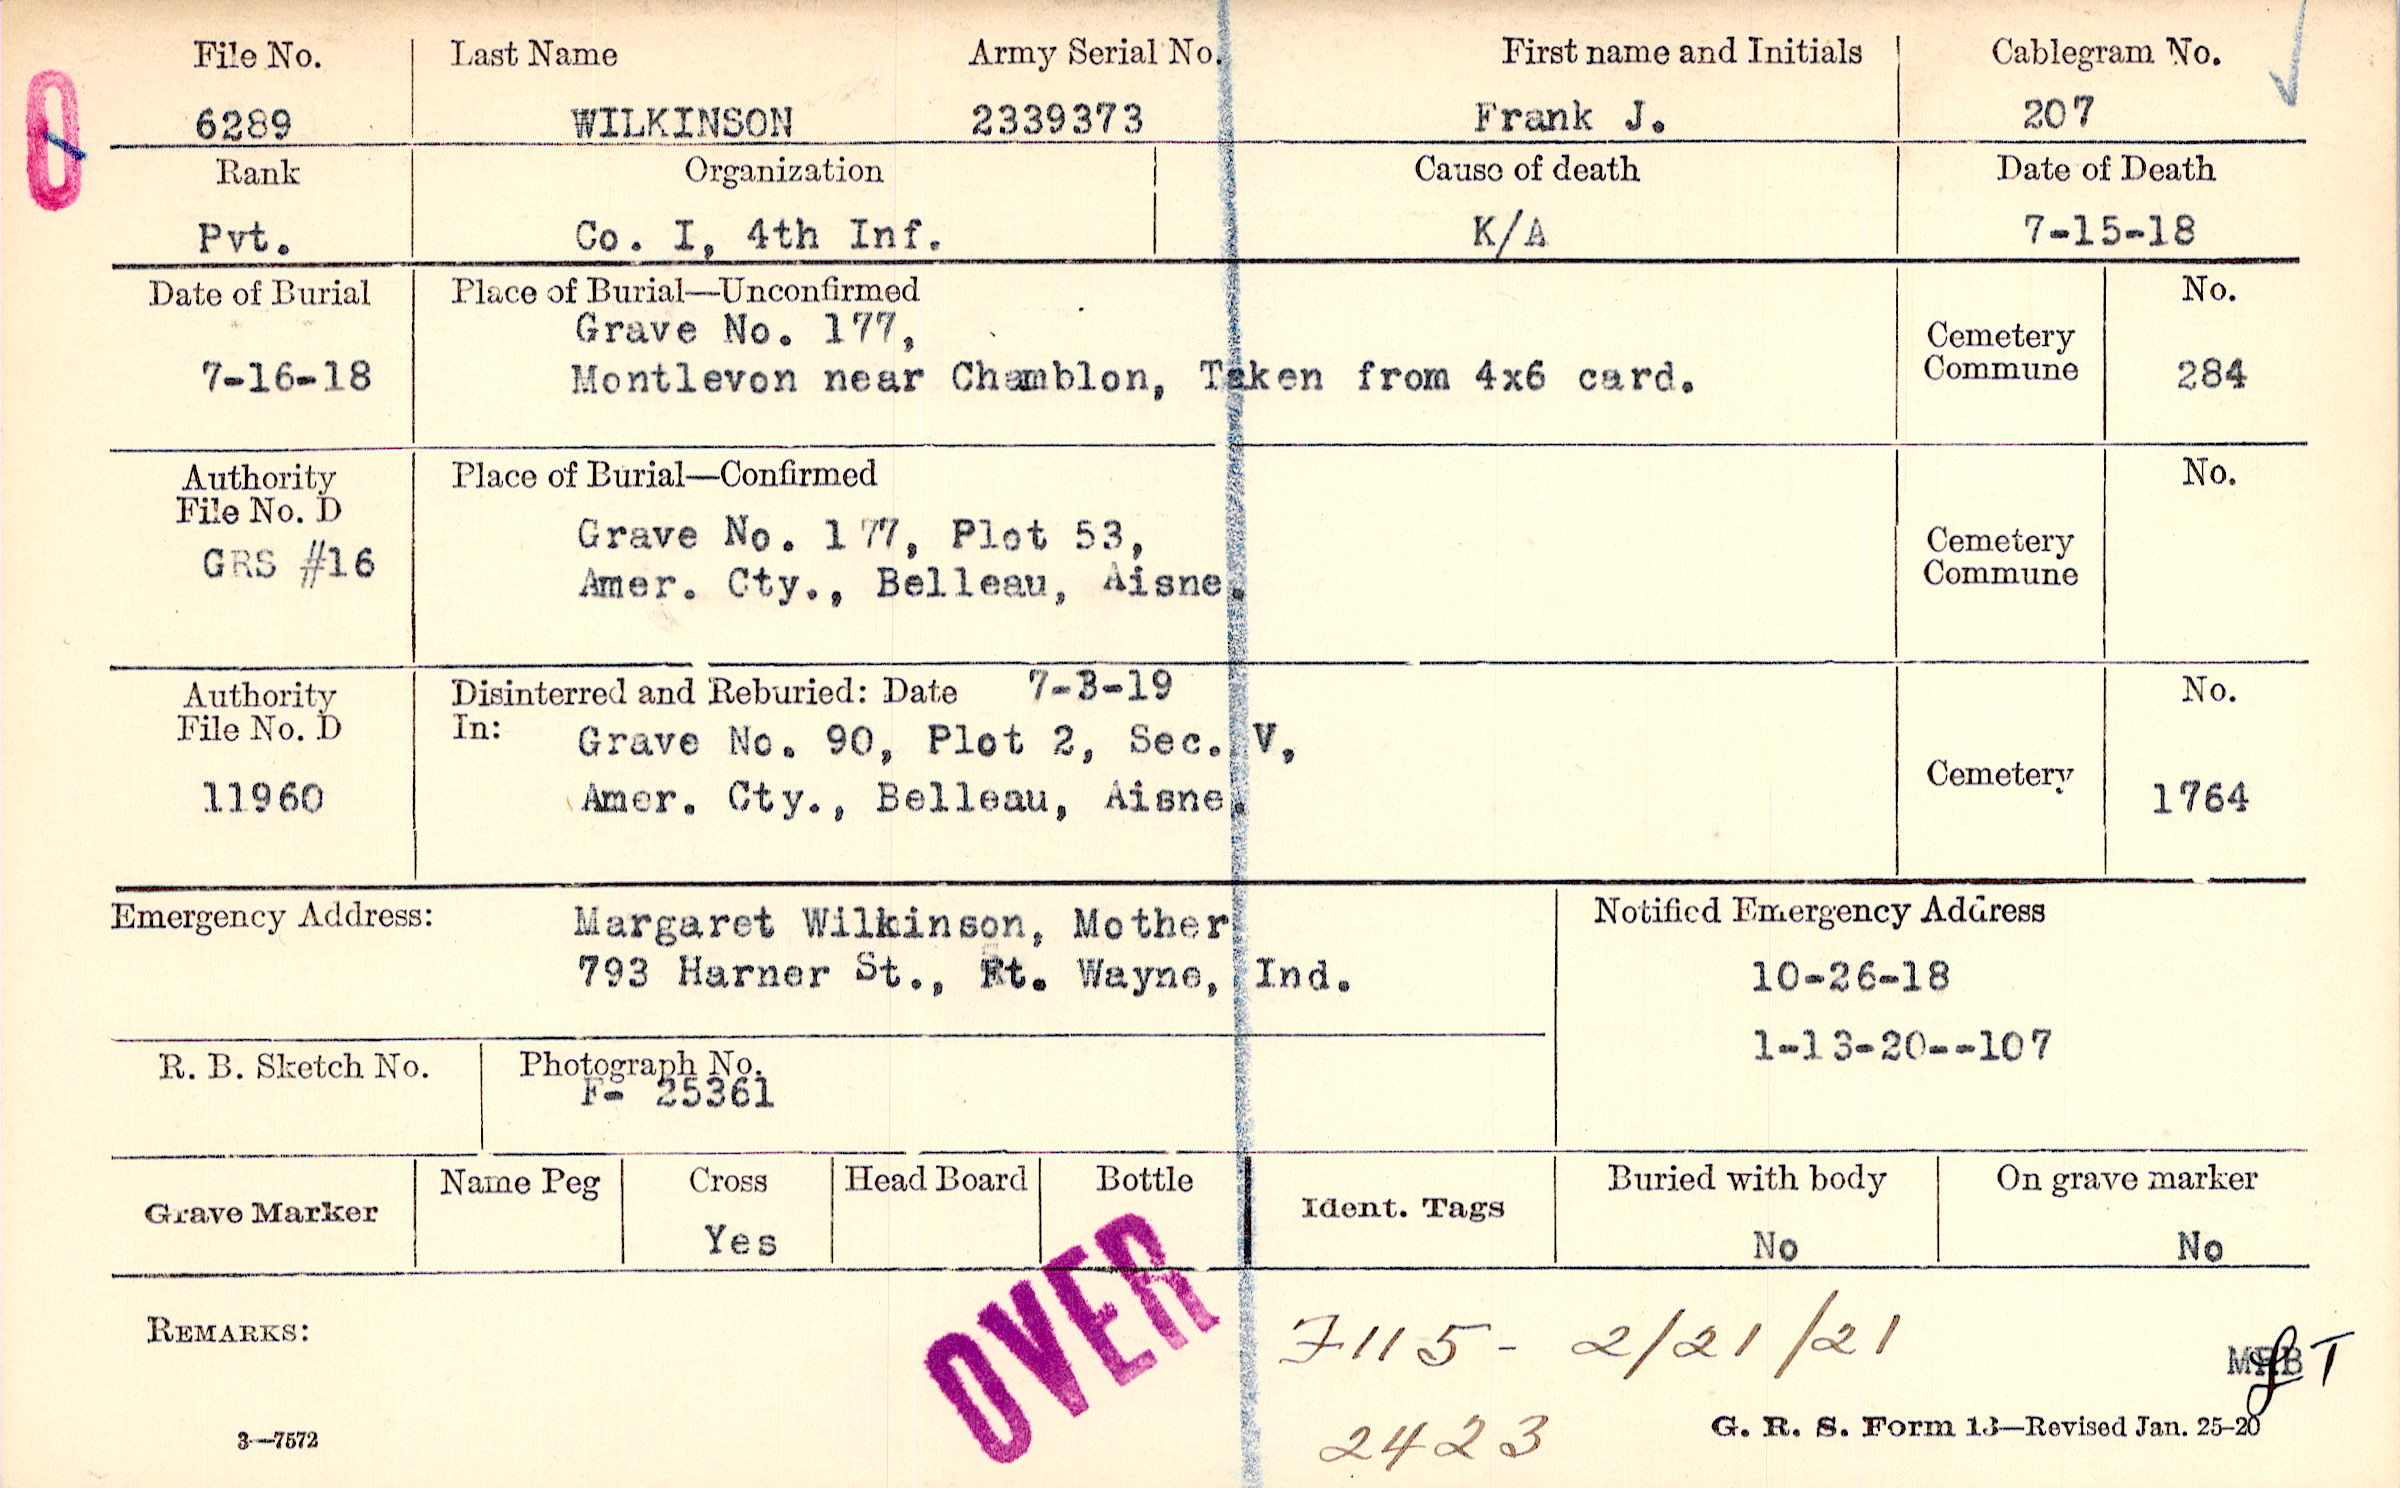 File No. Last Name Army Serial No. First name and Initials Cablegram No.
6289 WILKINSON 2339373 Frank J. 207
Rank Organization Cause of death Date of Death
Pvt. Co. I, 4th Inf. K/A 7-15-18
Date of Burial Place of Burial—Unconfirmed No.
Grave No. 177,
7-16-18 Montlevon near Chamblon, Taken from 4x6 card. Cemetery Commune 284
Authority File No. D Place of Burial—Confirmed No.
GRS #16 Grave No. 177, Plot 53,
Amer. Cty., Belleau, Aisne. Cemetery Commune
Authority File No. D Disinterred and Reburied: Date 7-3-19 No.
In: Grave No. 90, Plot 2, Sec. V,
11960 Amer. Cty., Belleau, Aisne. Cemetery 1764
Emergency Address: Margaret Wilkinson, Mother Notified Emergency Address
793 Harner St., Ft. Wayne, Ind. 10-26-18
1-13-20--107
R. B. Sketch No. Photograph No.
F- 25361
Grave Marker Name Peg Cross Head Board Bottle Ident. Tags Buried with body On grave marker
Yes No No
OVER
REMARKS: 7115- 2/21/21
2423
3—7572 G. R. S. Form 13—Revised Jan. 25-20